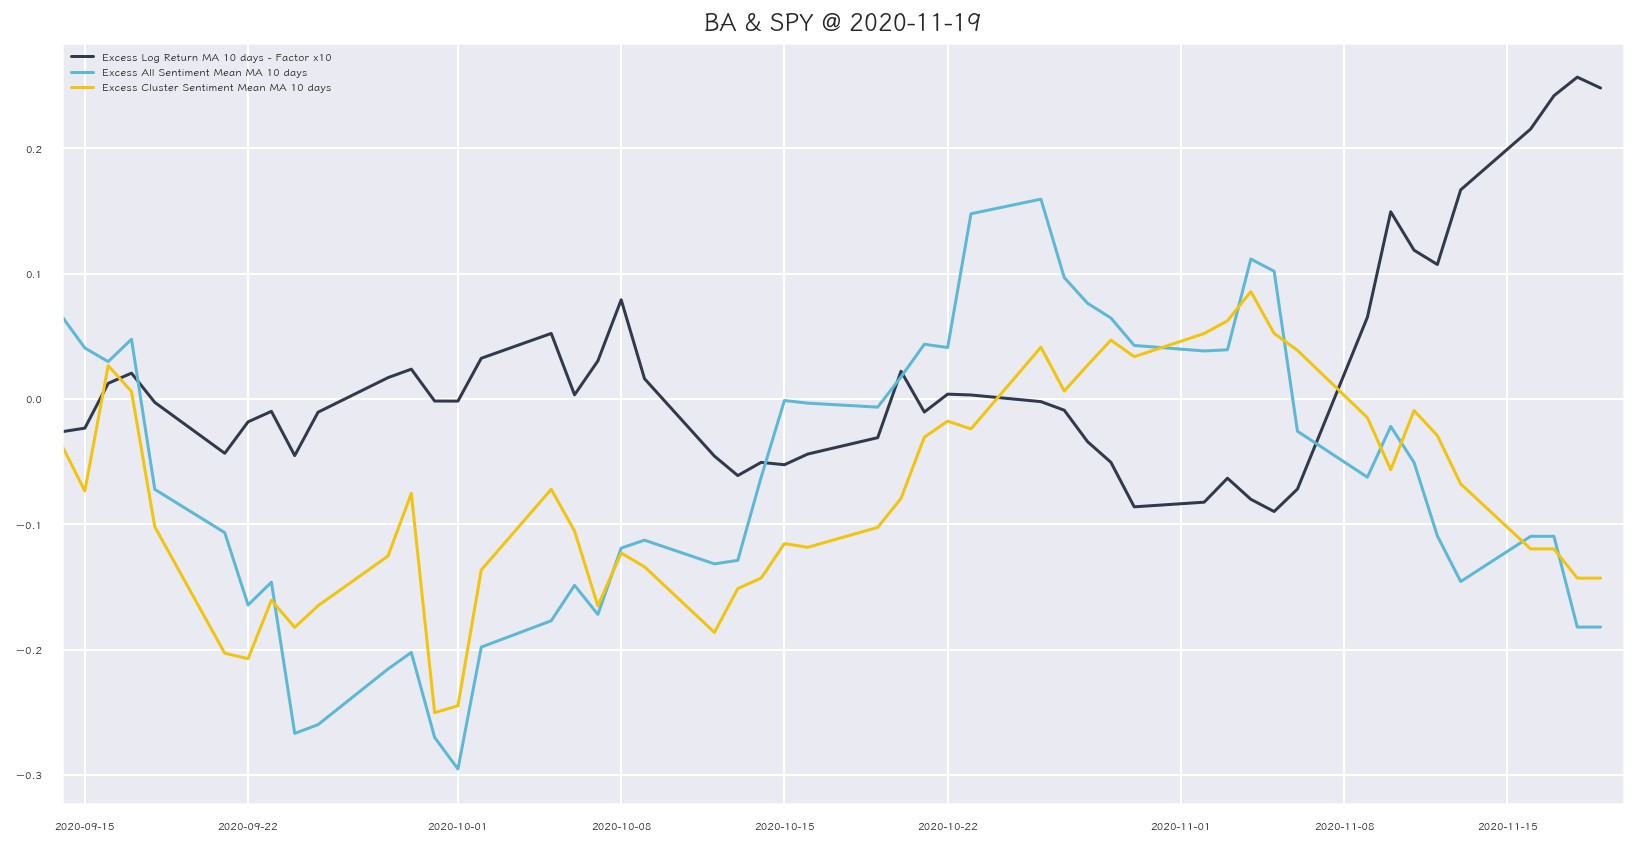 BA & SPY @ 2020-11-19
Excess Log Return MA 10 days - Factor x10
Excess All Sentiment Mean MA 10 days
Excess Cluster Sentiment Mean MA 10 days
0.2
0.1
0.0
−0.1
−0.2
−0.3
2020-09-15 2020-09-22 2020-10-01 2020-10-08 2020-10-15 2020-10-22 2020-11-01 2020-11-08 2020-11-15